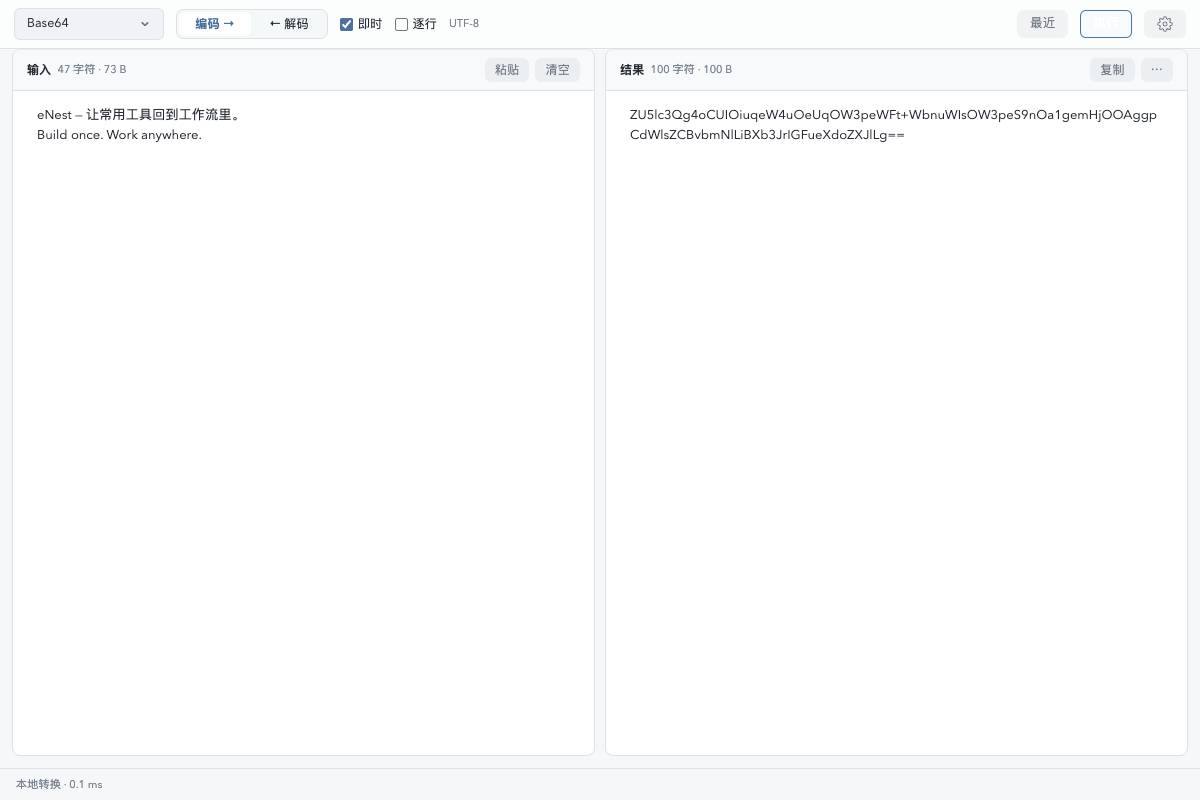 Base64
编码 →
← 解码
即时
逐行
UTF-8
最近
输入 47 字符 · 73 B
粘贴
清空
eNest — 让常用工具回到工作流里。
Build once. Work anywhere.
结果 100 字符 · 100 B
复制
···
ZU5lc3Qg4oCUIOiuqeW4uOeUqOW3peWFt+WbnuWIsOW3peS9nOa1gemHjOOAggp
CdWlsZCBvbmNlLiBXb3JrIGFueXdoZXJlLg==
本地转换 · 0.1 ms